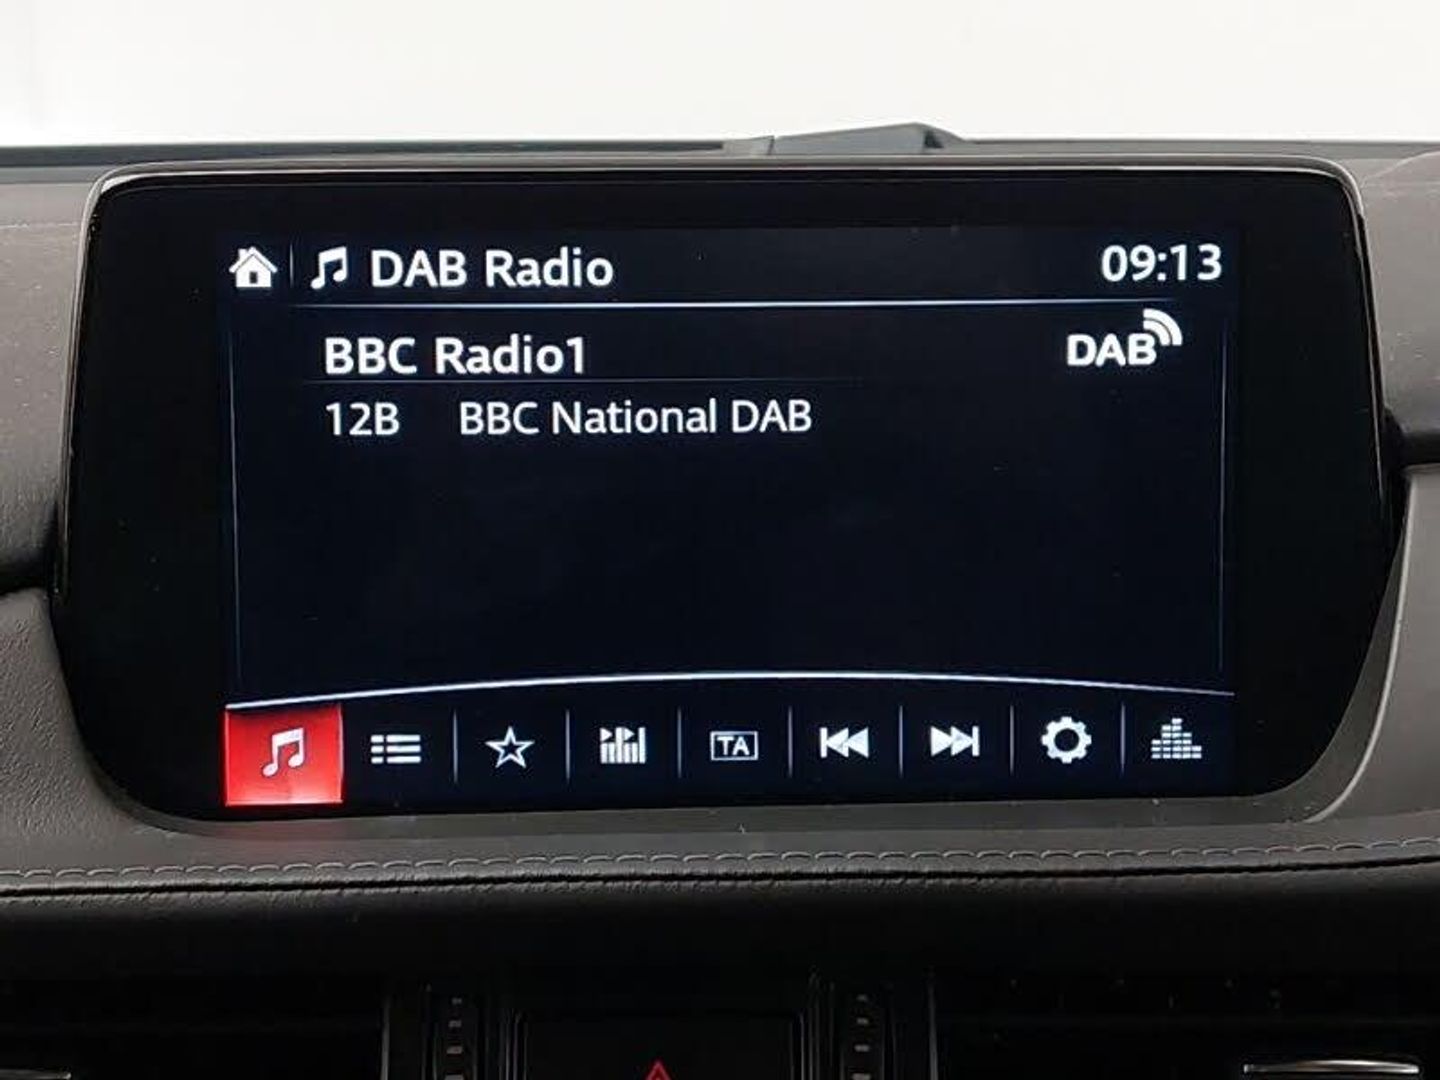 DAB Radio 09:13
BBC Radio1 DAB
12B BBC National DAB
TA